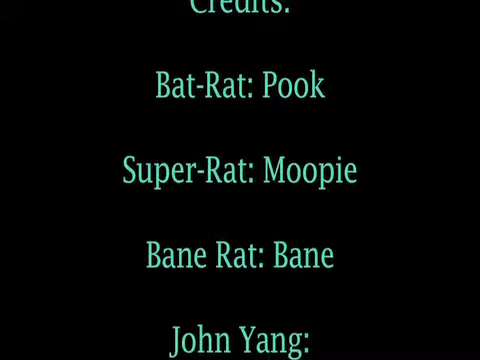 Credits:
Bat-Rat: Pook
Super-Rat: Moopie
Bane Rat: Bane
John Yang: